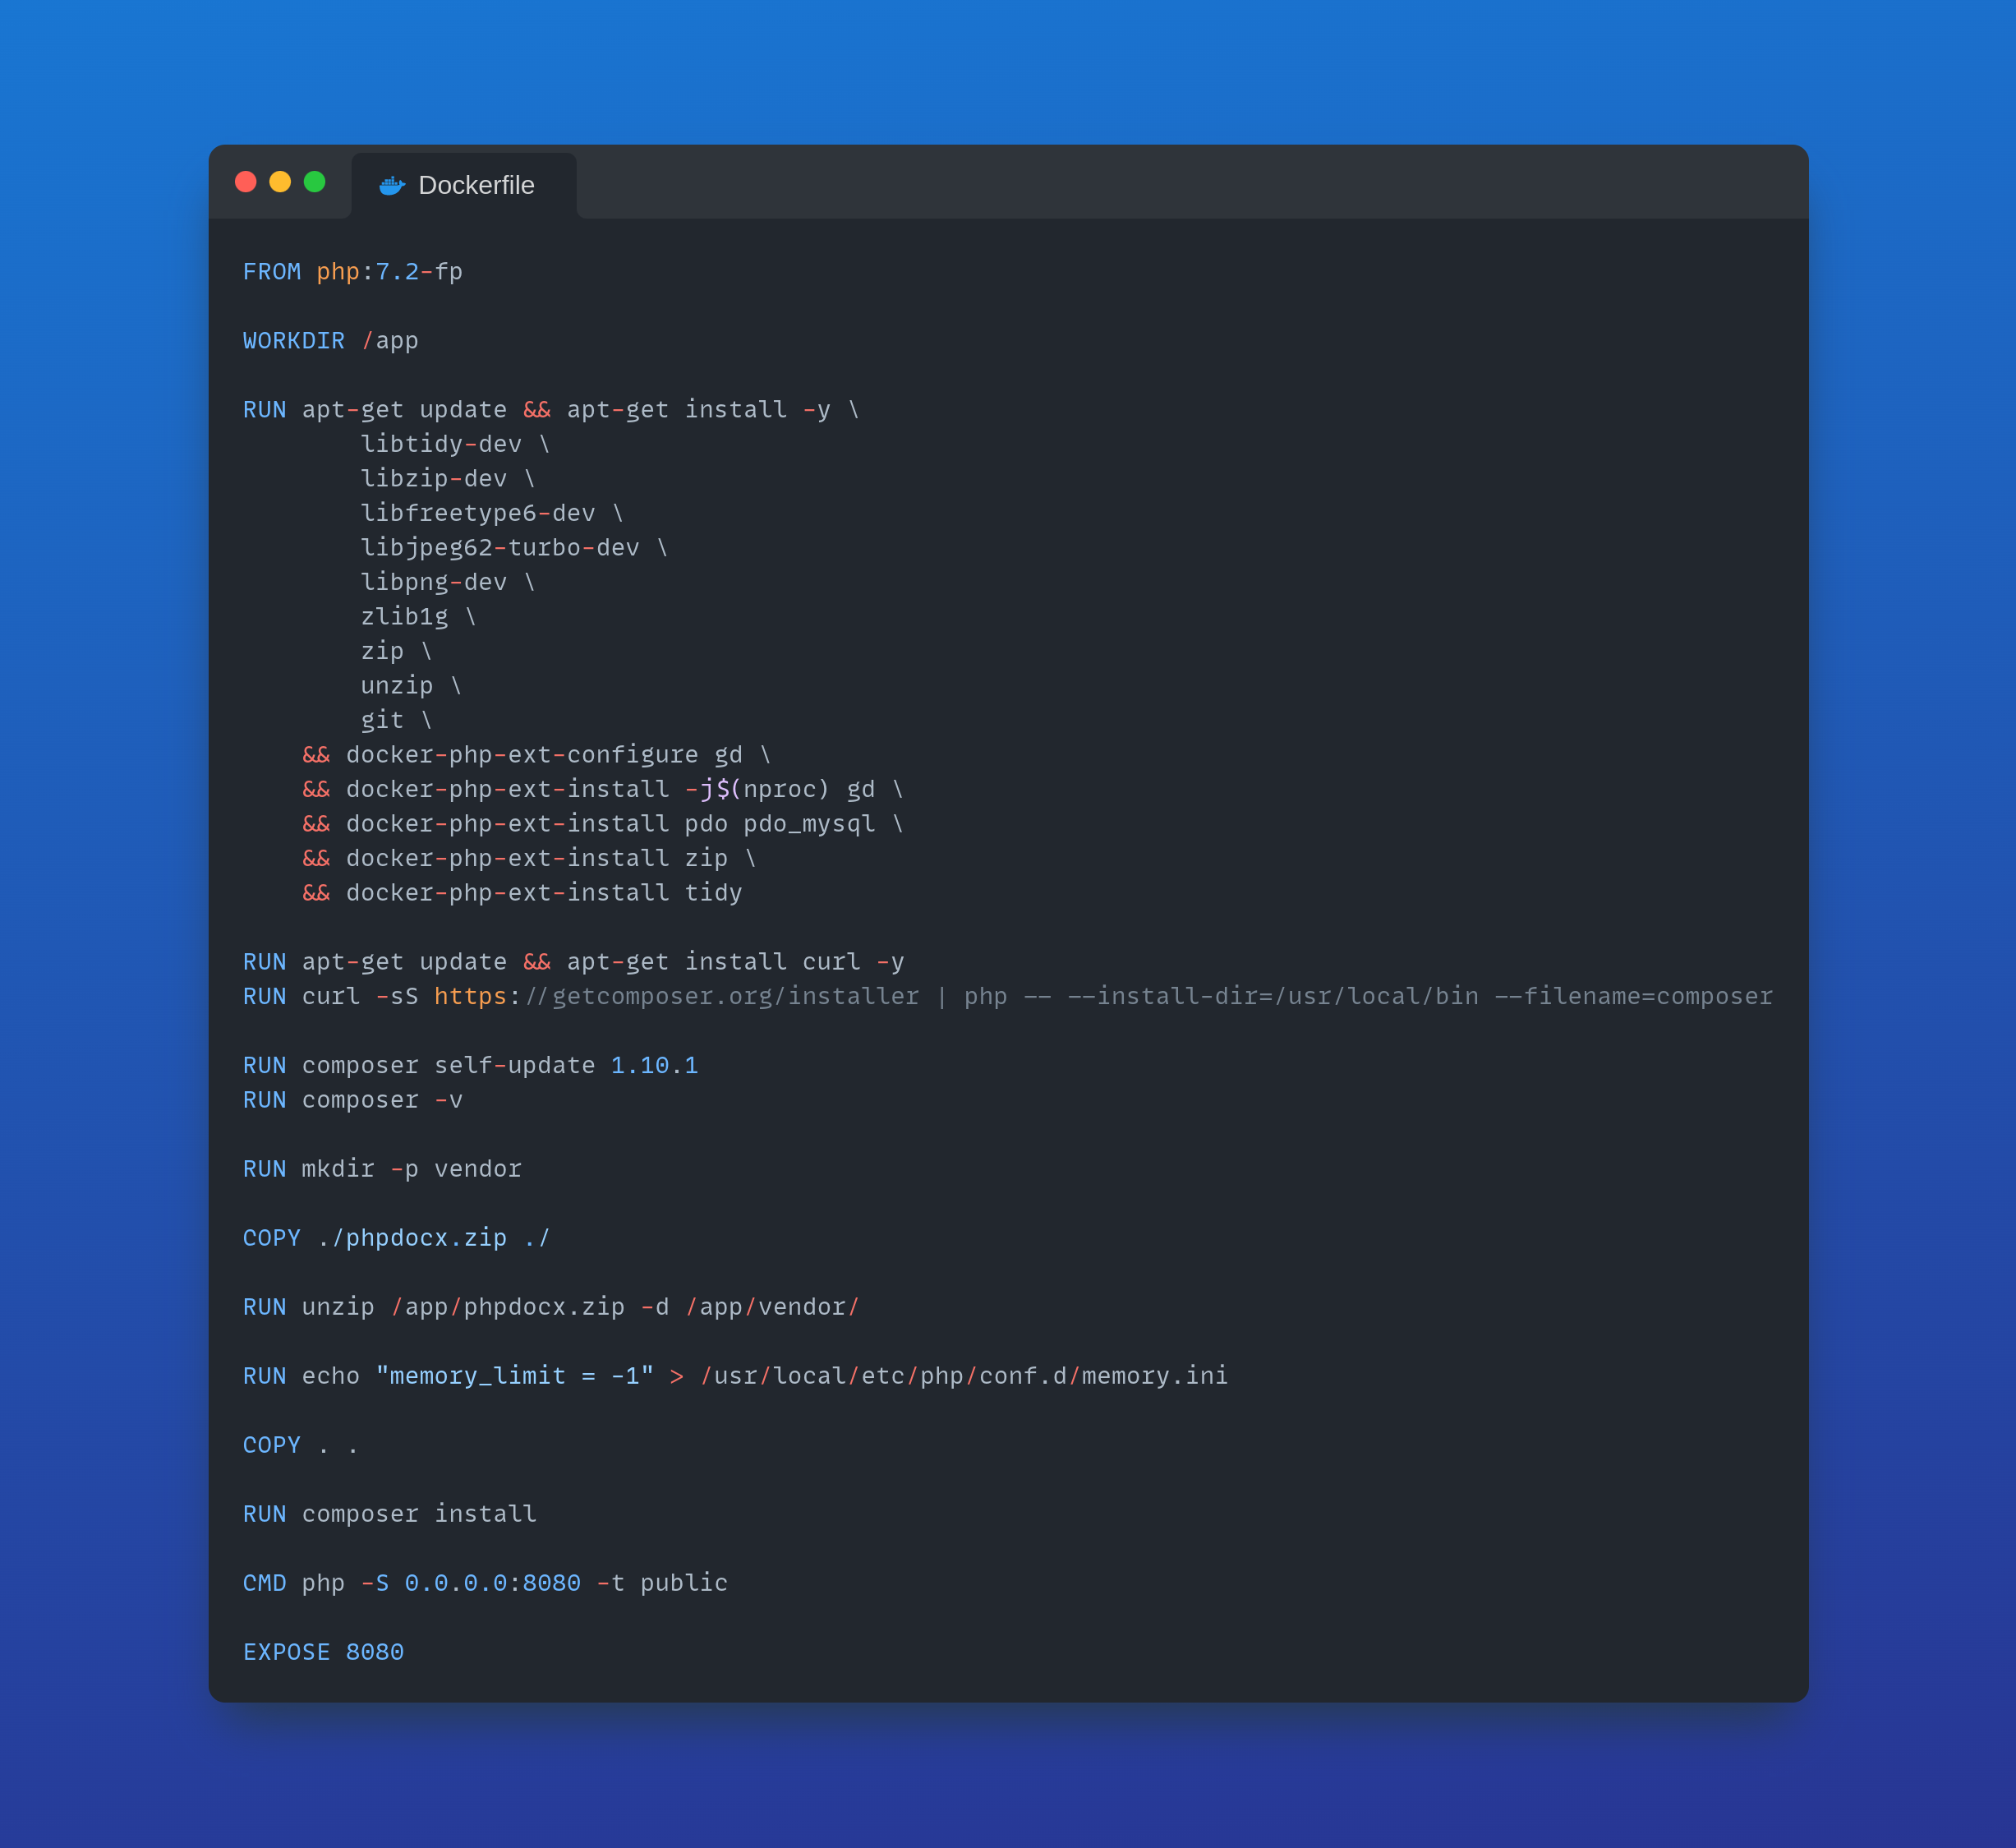 Dockerfile
FROM php:7.2-fp
WORKDIR /app
RUN apt-get update && apt-get install -y \
libtidy-dev \
libzip-dev \
libfreetype6-dev \
libjpeg62-turbo-dev \
libpng-dev \
zlib1g \
zip \
unzip \
git \
&& docker-php-ext-configure gd \
&& docker-php-ext-install -j$(nproc) gd \
&& docker-php-ext-install pdo pdo_mysql \
&& docker-php-ext-install zip \
&& docker-php-ext-install tidy
RUN apt-get update && apt-get install curl -y
RUN curl -sS https://getcomposer.org/installer | php -- --install-dir=/usr/local/bin --filename=composer
RUN composer self-update 1.10.1
RUN composer -v
RUN mkdir -p vendor
COPY ./phpdocx.zip ./
RUN unzip /app/phpdocx.zip -d /app/vendor/
RUN echo "memory_limit = -1" > /usr/local/etc/php/conf.d/memory.ini
COPY . .
RUN composer install
CMD php -S 0.0.0.0:8080 -t public
EXPOSE 8080